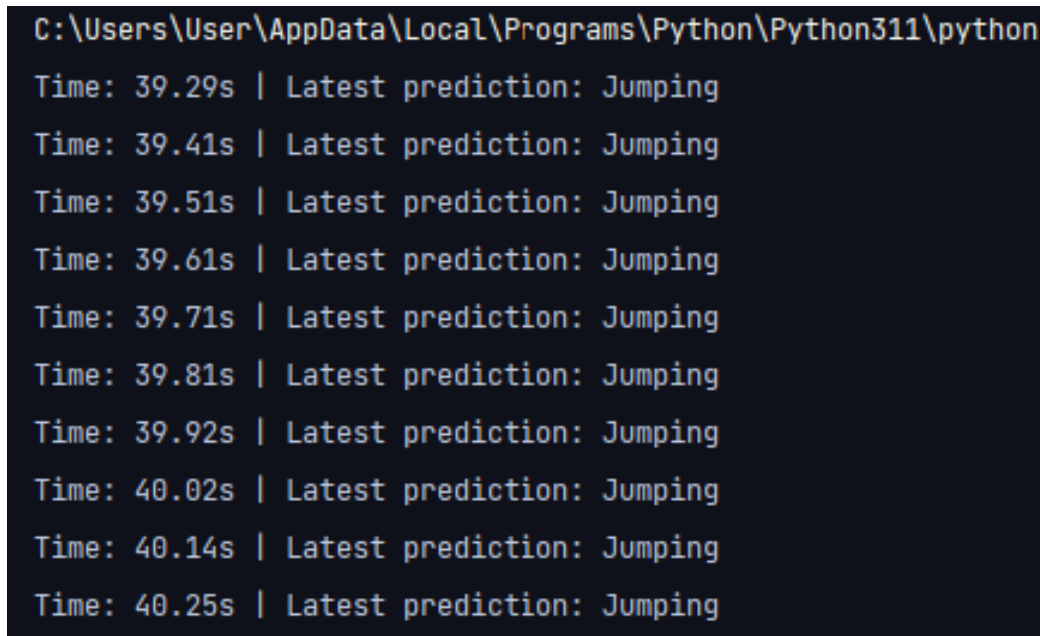 C:\Users\User\AppData\Local\Programs\Python\Python311\python
Time: 39.29s | Latest prediction: Jumping
Time: 39.41s | Latest prediction: Jumping
Time: 39.51s | Latest prediction: Jumping
Time: 39.61s | Latest prediction: Jumping
Time: 39.71s | Latest prediction: Jumping
Time: 39.81s | Latest prediction: Jumping
Time: 39.92s | Latest prediction: Jumping
Time: 40.02s | Latest prediction: Jumping
Time: 40.14s | Latest prediction: Jumping
Time: 40.25s | Latest prediction: Jumping